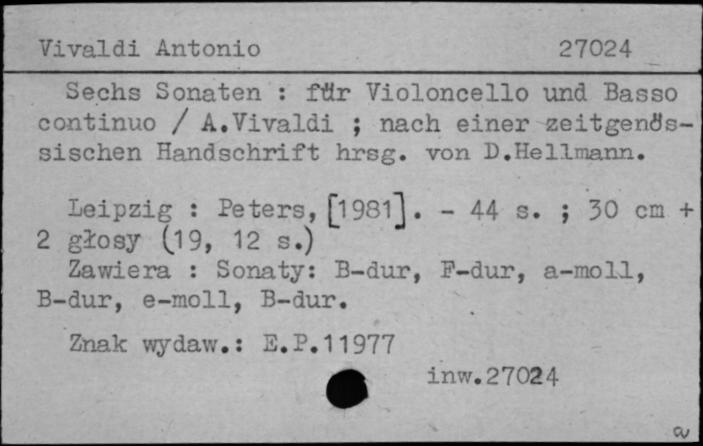 Vivaldi Antonio 27024
Sechs Sonaten : für Violoncello und Basso
continuo / A.Vivaldi ; nach einer zeitgenös-
sischen Handschrift hrsg. von D.Hellmann.
Leipzig : Peters, [1981]. - 44 s. ; 30 cm +
2 głosy (19, 12 s.)
Zawiera : Sonaty: B-dur, F-dur, a-moll,
B-dur, e-moll, B-dur.
Znak wydaw.: E.P.11977
inw.27024
a